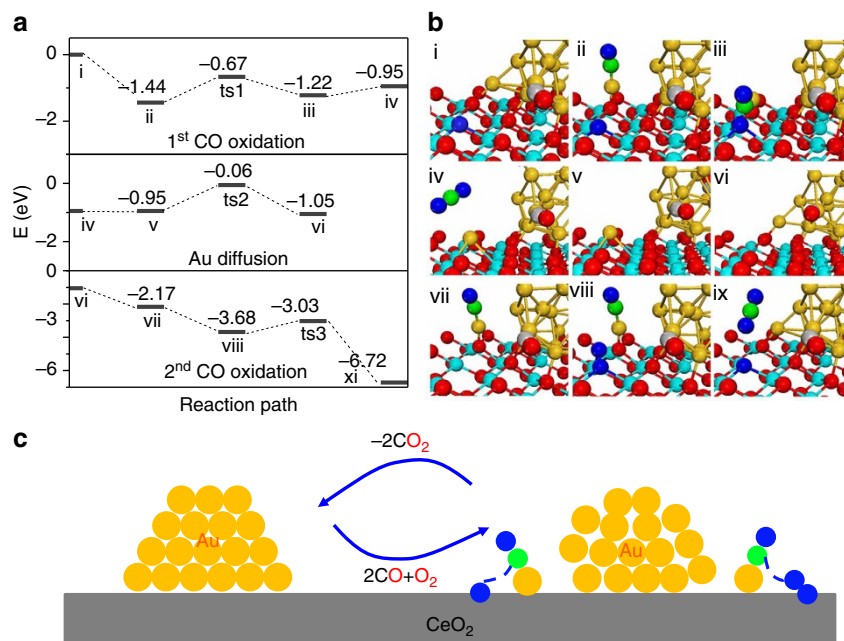 a
E (eV)
0
−2
i
−1.44
ii
−0.67
ts1
−1.22
iii
−0.95
iv
1st CO oxidation
0
−2
iv
−0.95
v
−0.06
ts2
−1.05
vi
Au diffusion
0
−3
−6
vi
−2.17
vii
−3.68
viii
−3.03
ts3
−6.72
xi
2nd CO oxidation
Reaction path
b
i
ii
iii
iv
v
vi
vii
viii
ix
c
−2CO2
Au
2CO+O2
Au
CeO2